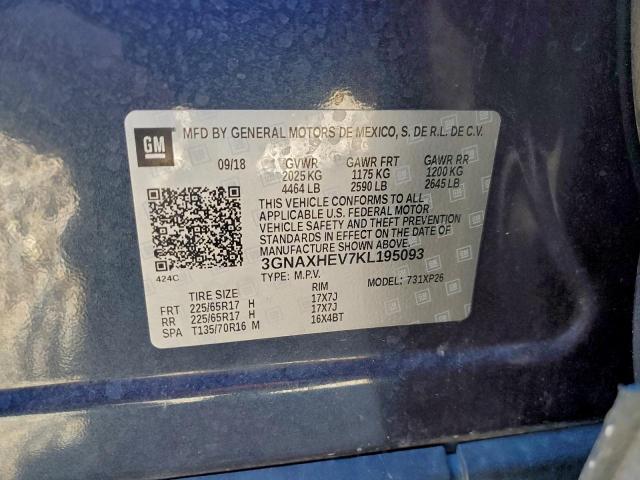 GM
MFD BY GENERAL MOTORS DE MEXICO, S. DE R.L. DE C.V.
09/18 GVWR GAWR FRT GAWR RR
2025 KG 1175 KG 1200 KG
4464 LB 2590 LB 2645 LB
THIS VEHICLE CONFORMS TO ALL
APPLICABLE U.S. FEDERAL MOTOR
VEHICLE SAFETY AND THEFT PREVENTION
STANDARDS IN EFFECT ON THE DATE
OF MANUFACTURE SHOWN ABOVE.
3GNAXHEV7KL195093
424C
TYPE: M.P.V. MODEL: 731XP26
TIRE SIZE RIM
FRT 225/65R17 H 17X7J
RR 225/65R17 H 17X7J
SPA T135/70R16 M 16X4BT